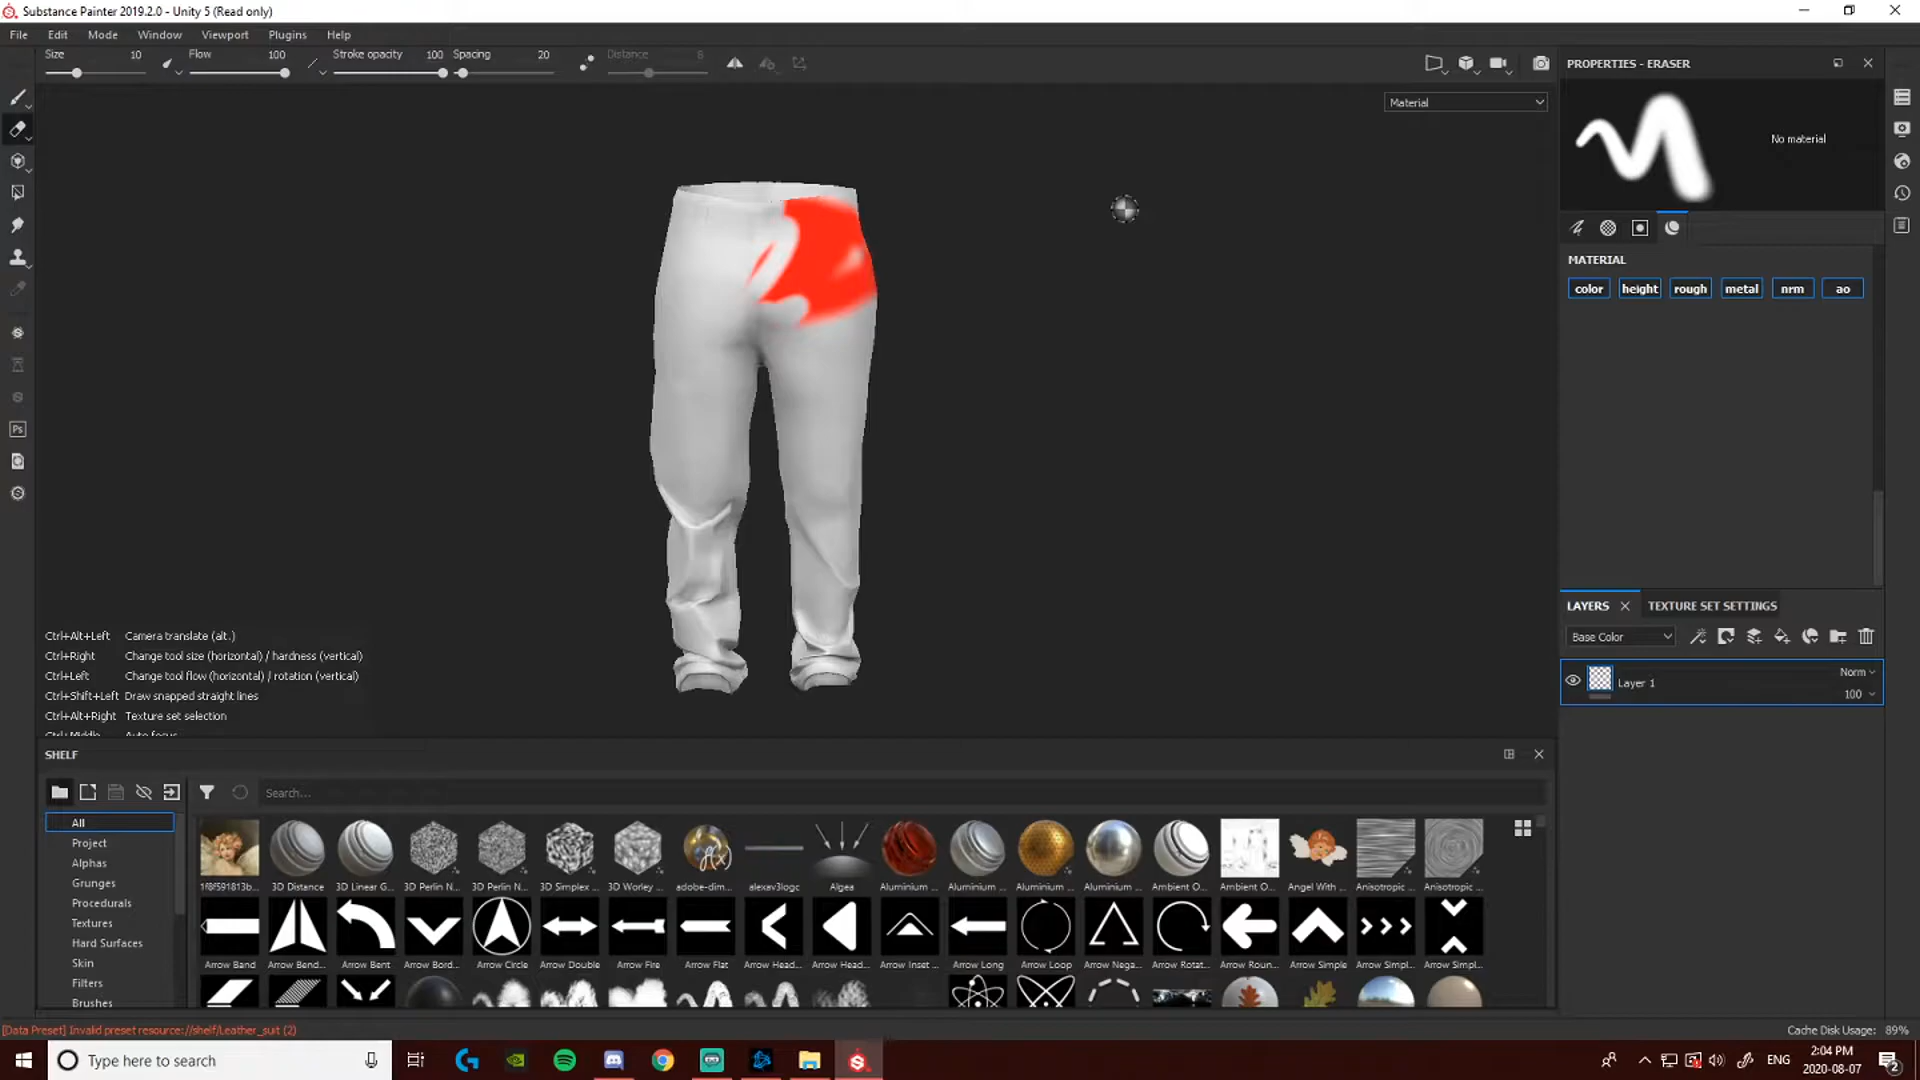 Substance Painter 2019.2.0 - Unity 5 (Read only)
File Edit Mode Window Viewport Plugins Help
Size 10 Flow 100 Stroke opacity 100 Spacing 20 Distance 8
Material
PROPERTIES - ERASER
No material
MATERIAL
color height rough metal nrm ao
LAYERS TEXTURE SET SETTINGS
Base Color
Layer 1
Norm
100
Ctrl+Alt+Left Camera translate (alt.)
Ctrl+Right Change tool size (horizontal) / hardness (vertical)
Ctrl+Left Change tool flow (horizontal) / rotation (vertical)
Ctrl+Shift+Left Draw snapped straight lines
Ctrl+Alt+Right Texture set selection
SHELF
Search...
All
Project
Alphas
Grunges
Procedurals
Textures
Hard Surfaces
Skin
Filters
Brushes
1f8f591813b... 3D Distance 3D Linear G... 3D Perlin N... 3D Perlin N... 3D Simplex ... 3D Worley ... adobe-dim... alexav3logc Algea Aluminium ... Aluminium ... Aluminium ... Aluminium ... Ambient O... Ambient O... Angel With ... Anisotropic ... Anisotropic ...
Arrow Band Arrow Bend... Arrow Bent Arrow Bord... Arrow Circle Arrow Double Arrow Fire Arrow Flat Arrow Head... Arrow Head... Arrow Inset ... Arrow Long Arrow Loop Arrow Nega... Arrow Rotat... Arrow Roun... Arrow Simple Arrow Simpl... Arrow Simpl...
[Data Preset] Invalid preset resource://shelf/Leather_suit (2)
Cache Disk Usage: 89%
Type here to search
ENG
2:04 PM
2020-08-07
2
Ps